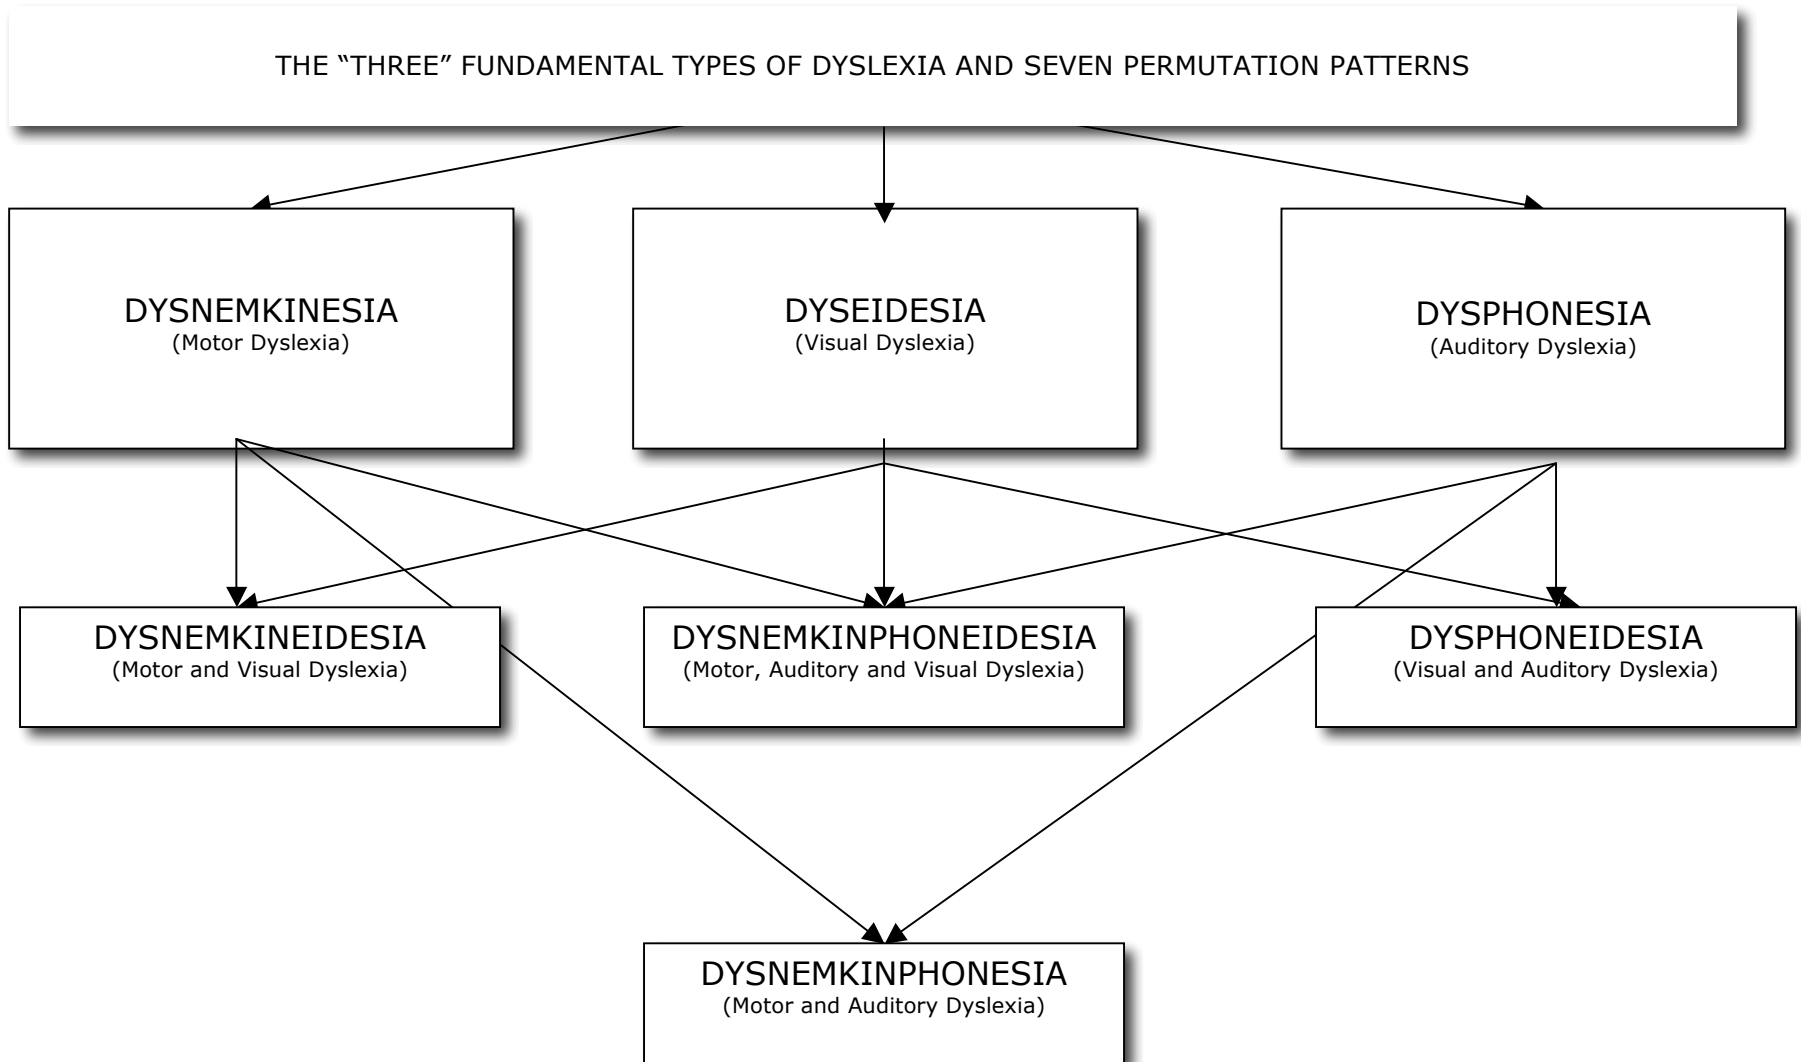 THE “THREE” FUNDAMENTAL TYPES OF DYSLEXIA AND SEVEN PERMUTATION PATTERNS
DYSNEMKINESIA
(Motor Dyslexia)
DYSEIDESIA
(Visual Dyslexia)
DYSPHONESIA
(Auditory Dyslexia)
DYSNEMKINEIDESIA
(Motor and Visual Dyslexia)
DYSNEMKINPHONEIDESIA
(Motor, Auditory and Visual Dyslexia)
DYSPHONEIDESIA
(Visual and Auditory Dyslexia)
DYSNEMKINPHONESIA
(Motor and Auditory Dyslexia)